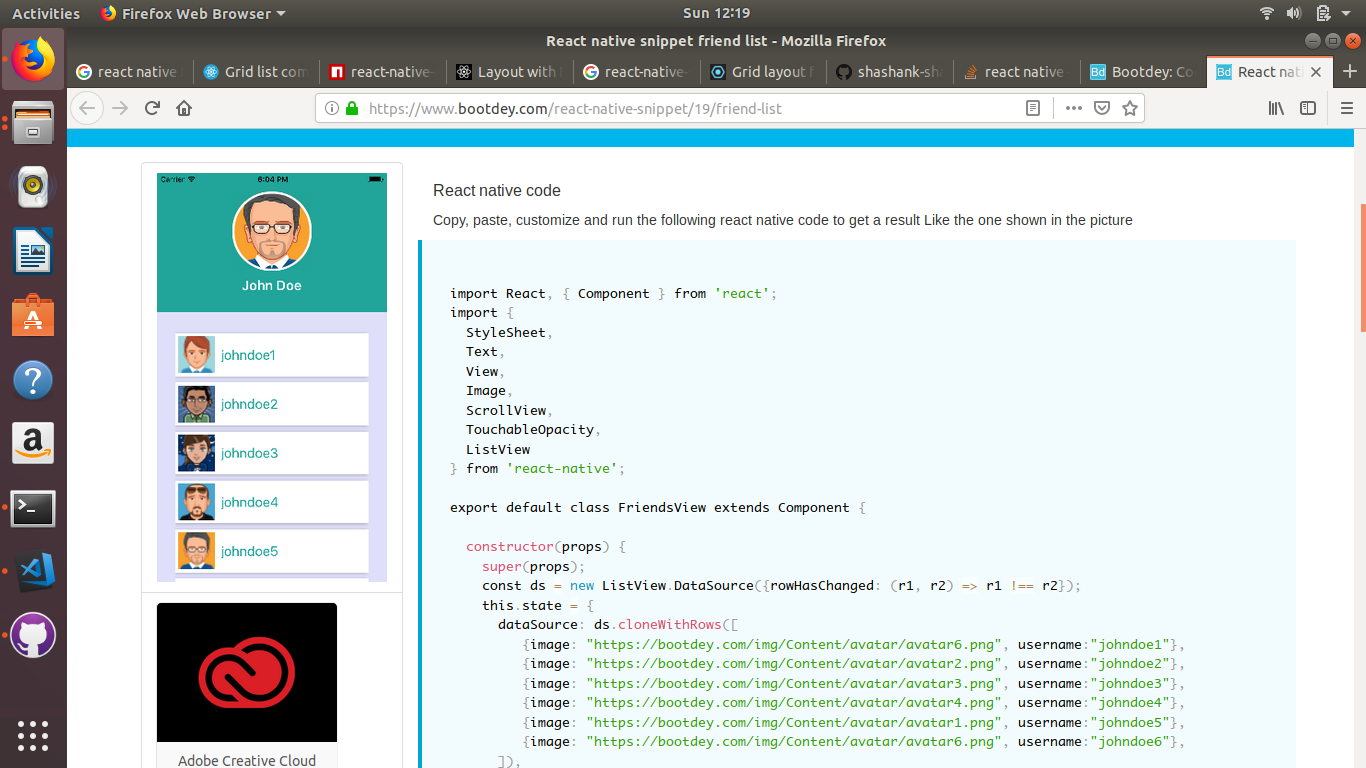 Activities
Firefox Web Browser
Sun 12:19
React native snippet friend list - Mozilla Firefox
react native
Grid list com
react-native-
Layout with
react-native-
Grid layout f
shashank-sha
react native
Bootdey: Co
React nati
https://www.bootdey.com/react-native-snippet/19/friend-list
Carrier
6:04 PM
John Doe
johndoe1
johndoe2
johndoe3
johndoe4
johndoe5
Adobe Creative Cloud
React native code
Copy, paste, customize and run the following react native code to get a result Like the one shown in the picture
import React, { Component } from 'react';
import {
StyleSheet,
Text,
View,
Image,
ScrollView,
TouchableOpacity,
ListView
} from 'react-native';
export default class FriendsView extends Component {
constructor(props) {
super(props);
const ds = new ListView.DataSource({rowHasChanged: (r1, r2) => r1 !== r2});
this.state = {
dataSource: ds.cloneWithRows([
{image: "https://bootdey.com/img/Content/avatar/avatar6.png", username:"johndoe1"},
{image: "https://bootdey.com/img/Content/avatar/avatar2.png", username:"johndoe2"},
{image: "https://bootdey.com/img/Content/avatar/avatar3.png", username:"johndoe3"},
{image: "https://bootdey.com/img/Content/avatar/avatar4.png", username:"johndoe4"},
{image: "https://bootdey.com/img/Content/avatar/avatar1.png", username:"johndoe5"},
{image: "https://bootdey.com/img/Content/avatar/avatar6.png", username:"johndoe6"},
]),